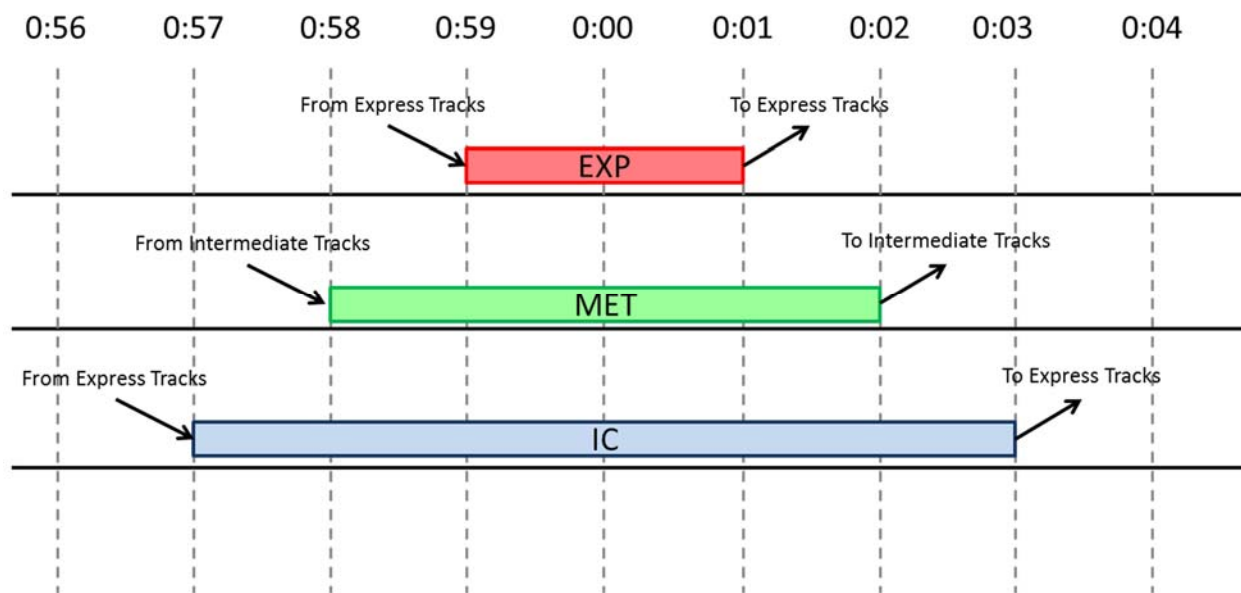 0:56 0:57 0:58 0:59 0:00 0:01 0:02 0:03 0:04
From Express Tracks To Express Tracks
EXP
From Intermediate Tracks To Intermediate Tracks
MET
From Express Tracks To Express Tracks
IC